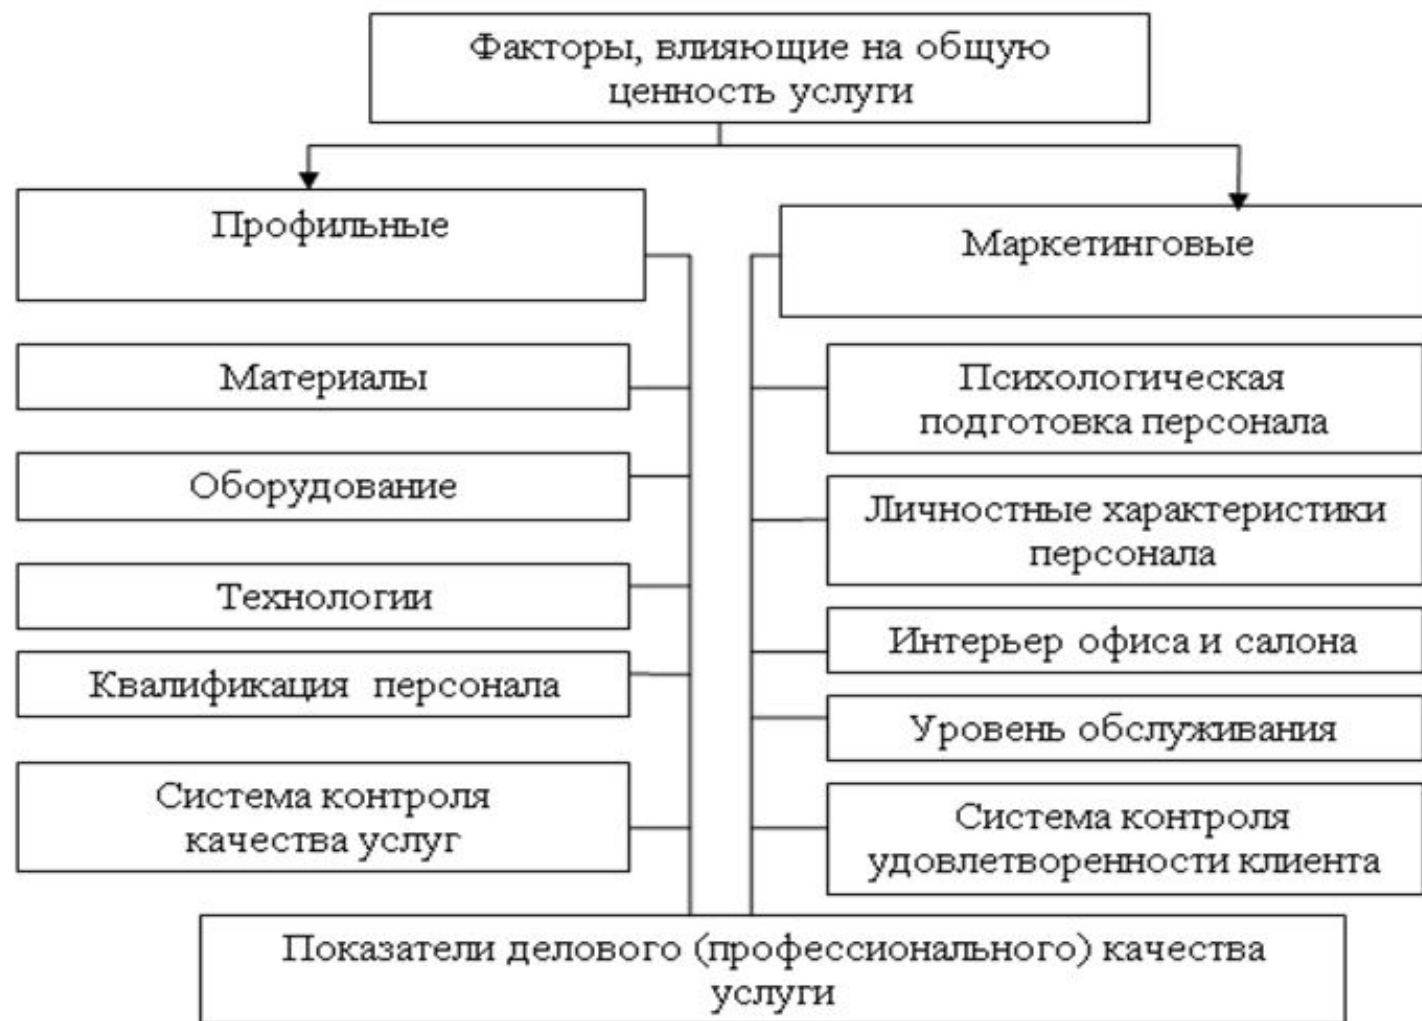 Факторы, влияющие на общую
ценность услуги
Профильные
Маркетинговые
Материалы
Оборудование
Технологии
Квалификация персонала
Система контроля
качества услуг
Психологическая
подготовка персонала
Личностные характеристики
персонала
Интерьер офиса и салона
Уровень обслуживания
Система контроля
удовлетворенности клиента
Показатели делового (профессионального) качества
услуги